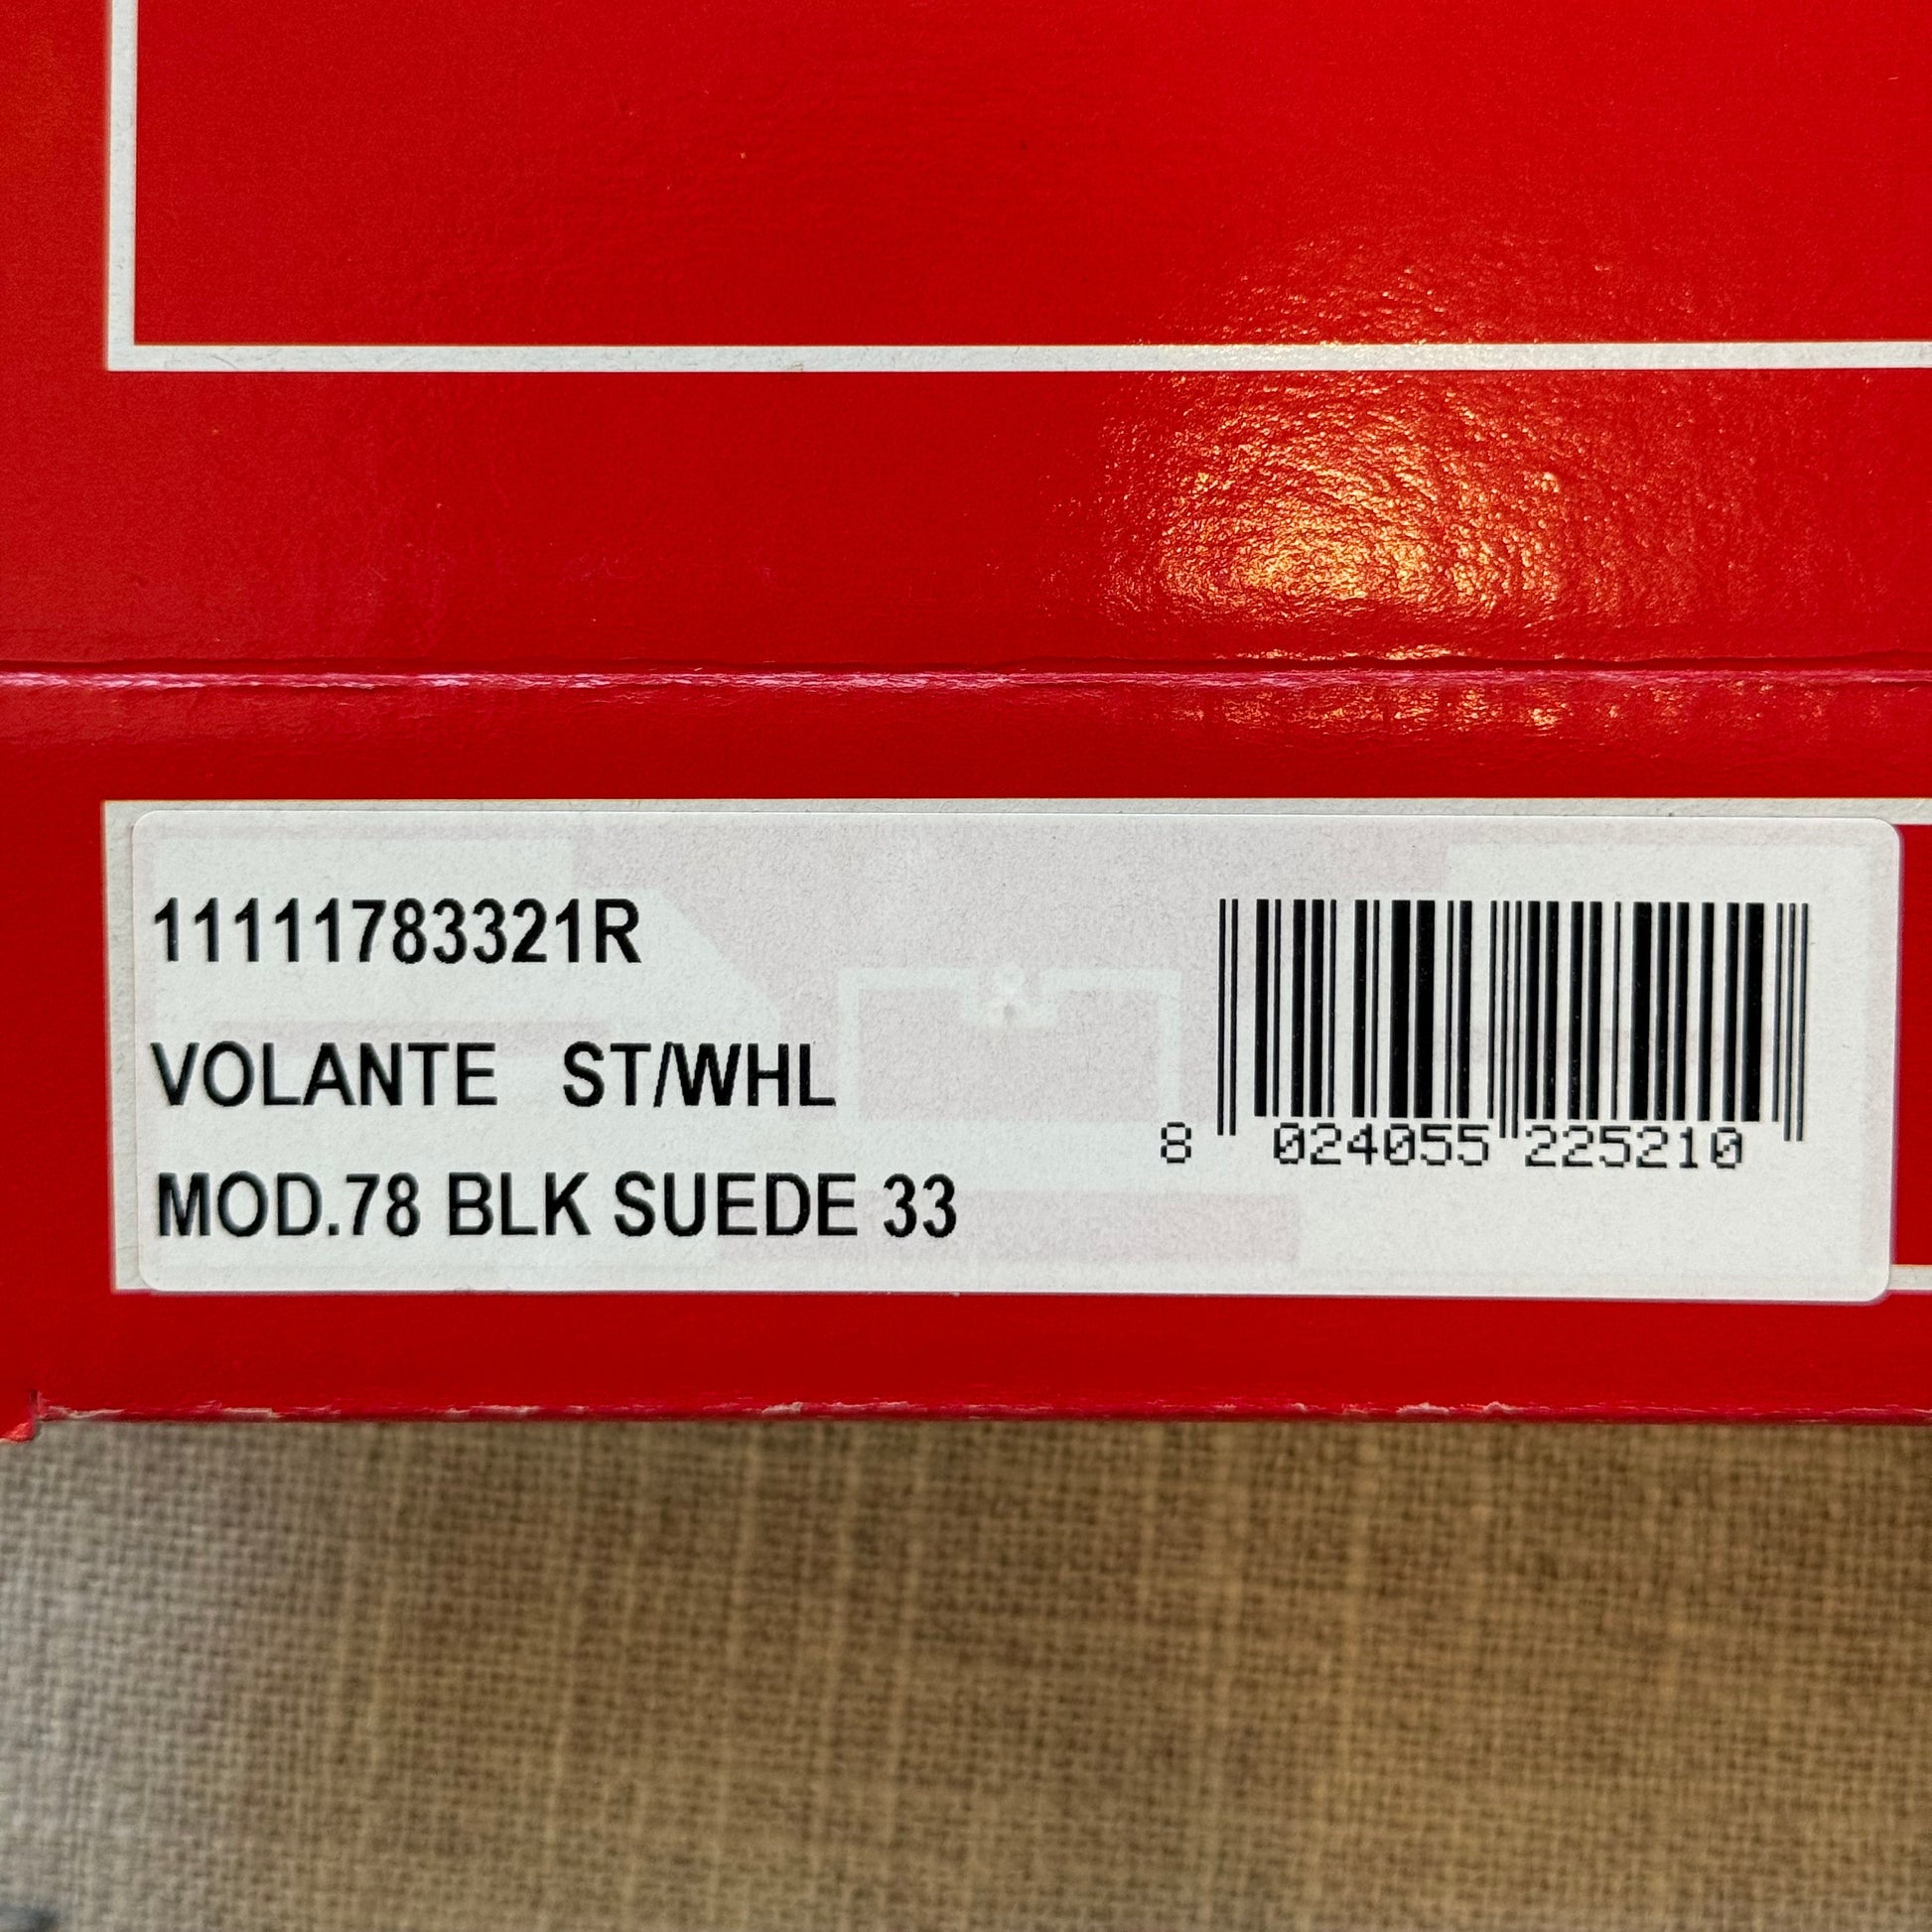 11111783321R
VOLANTE ST/WHL
MOD.78 BLK SUEDE 33
8 024055 225210